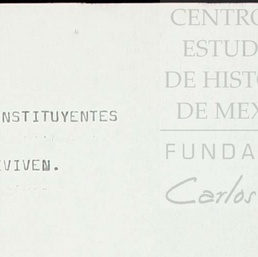 CENTRO
ESTUD
DE HISTO
DE MEX
FUNDA
Carlos
NSTITUYENTES
VIVEN.